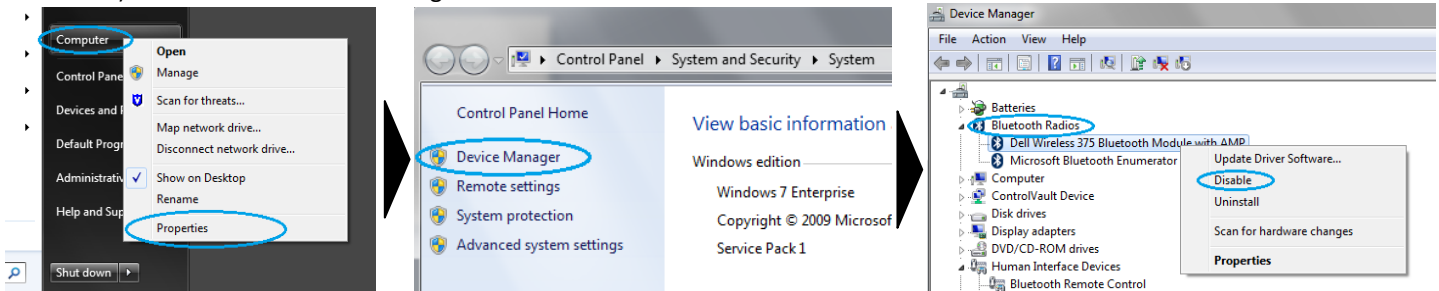 Computer
Control Pane
Devices and
Default Progr
Administrativ
Help and Sup
Shut down
Open
Manage
Scan for threats...
Map network drive...
Disconnect network drive...
Show on Desktop
Rename
Properties
Control Panel System and Security System
Control Panel Home
Device Manager
Remote settings
System protection
Advanced system settings
View basic information
Windows edition
Windows 7 Enterprise
Copyright © 2009 Microsof
Service Pack 1
Device Manager
File Action View Help
Batteries
Bluetooth Radios
Dell Wireless 375 Bluetooth Module with AMP
Microsoft Bluetooth Enumerator
Computer
ControlVault Device
Disk drives
Display adapters
DVD/CD-ROM drives
Human Interface Devices
Bluetooth Remote Control
Update Driver Software...
Disable
Uninstall
Scan for hardware changes
Properties